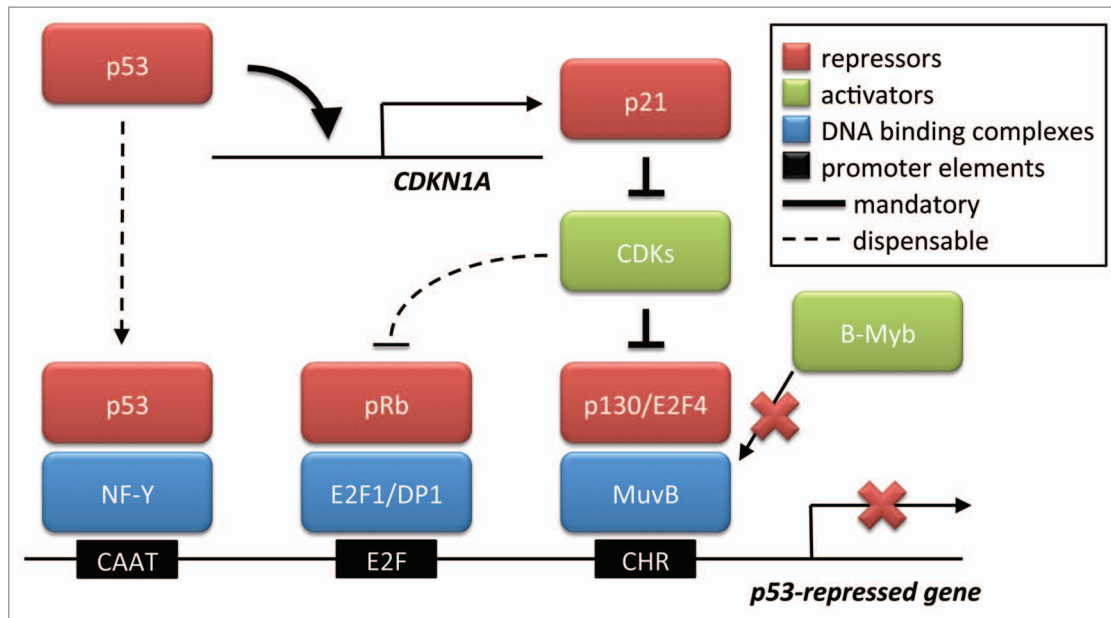 p53
p21
CDKN1A
repressors
activators
DNA binding complexes
promoter elements
mandatory
dispensable
CDKs
B-Myb
p53
pRb
p130/E2F4
NF-Y
E2F1/DP1
MuvB
CAAT
E2F
CHR
p53-repressed gene